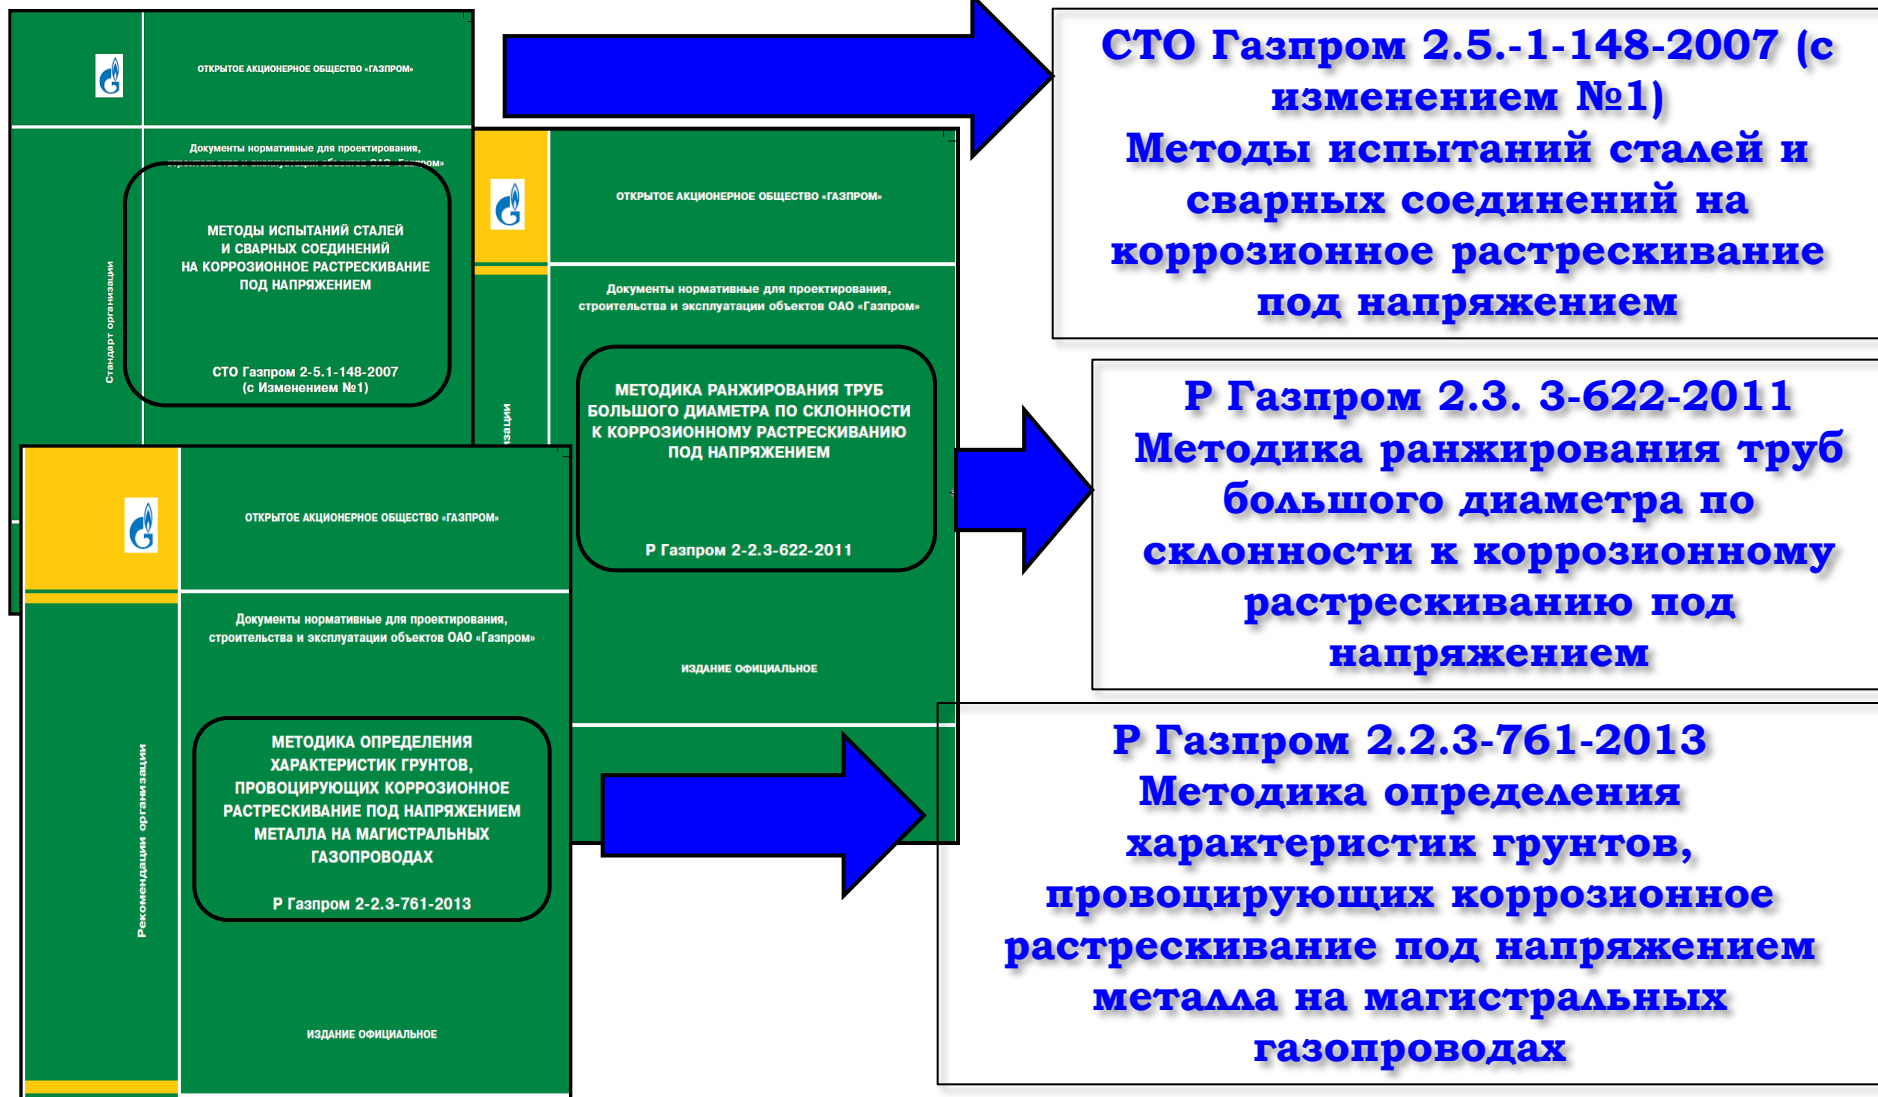 ОТКРЫТОЕ АКЦИОНЕРНОЕ ОБЩЕСТВО «ГАЗПРОМ»
Документы нормативные для проектирования,
строительства и эксплуатации объектов ОАО «Газпром»
МЕТОДЫ ИСПЫТАНИЙ СТАЛЕЙ
И СВАРНЫХ СОЕДИНЕНИЙ
НА КОРРОЗИОННОЕ РАСТРЕСКИВАНИЕ
ПОД НАПРЯЖЕНИЕМ
Стандарт организации
СТО Газпром 2-5.1-148-2007
(с Изменением №1)
ОТКРЫТОЕ АКЦИОНЕРНОЕ ОБЩЕСТВО «ГАЗПРОМ»
Документы нормативные для проектирования,
строительства и эксплуатации объектов ОАО «Газпром»
МЕТОДИКА РАНЖИРОВАНИЯ ТРУБ
БОЛЬШОГО ДИАМЕТРА ПО СКЛОННОСТИ
К КОРРОЗИОННОМУ РАСТРЕСКИВАНИЮ
ПОД НАПРЯЖЕНИЕМ
Р Газпром 2-2.3-622-2011
ИЗДАНИЕ ОФИЦИАЛЬНОЕ
ОТКРЫТОЕ АКЦИОНЕРНОЕ ОБЩЕСТВО «ГАЗПРОМ»
Документы нормативные для проектирования,
строительства и эксплуатации объектов ОАО «Газпром»
МЕТОДИКА ОПРЕДЕЛЕНИЯ
ХАРАКТЕРИСТИК ГРУНТОВ,
ПРОВОЦИРУЮЩИХ КОРРОЗИОННОЕ
РАСТРЕСКИВАНИЕ ПОД НАПРЯЖЕНИЕМ
МЕТАЛЛА НА МАГИСТРАЛЬНЫХ
ГАЗОПРОВОДАХ
Рекомендации организации
Р Газпром 2-2.3-761-2013
ИЗДАНИЕ ОФИЦИАЛЬНОЕ
СТО Газпром 2.5.-1-148-2007 (с
изменением №1)
Методы испытаний сталей и
сварных соединений на
коррозионное растрескивание
под напряжением
Р Газпром 2.3. 3-622-2011
Методика ранжирования труб
большого диаметра по
склонности к коррозионному
растрескиванию под
напряжением
Р Газпром 2.2.3-761-2013
Методика определения
характеристик грунтов,
провоцирующих коррозионное
растрескивание под напряжением
металла на магистральных
газопроводах